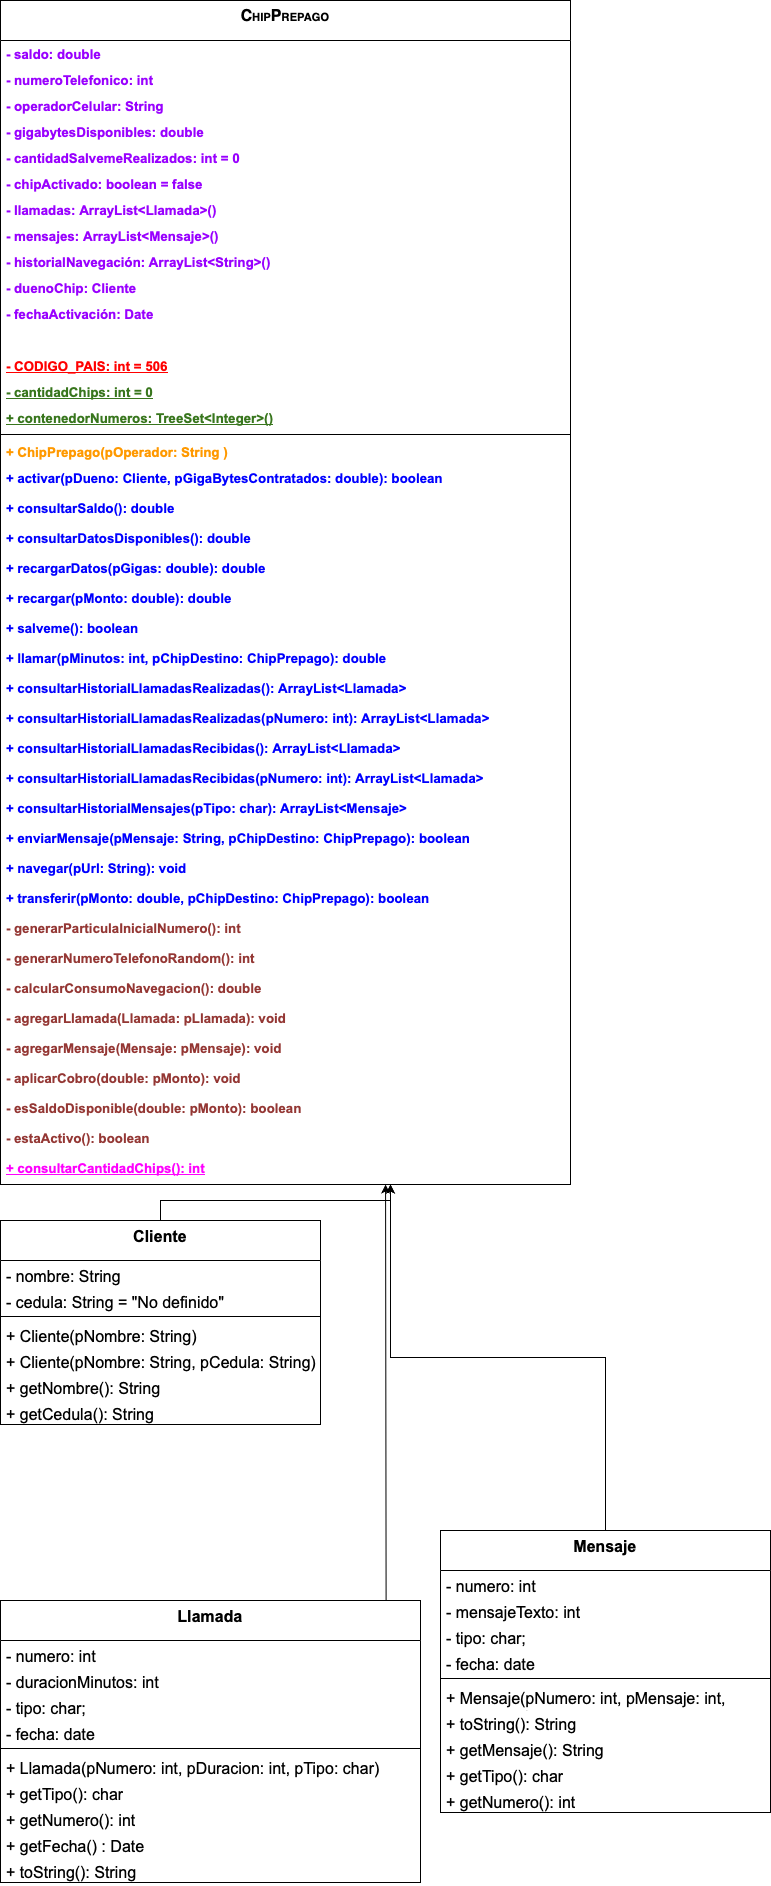 ChipPrepago
- saldo: double
- numeroTelefonico: int
- operadorCelular: String
- gigabytesDisponibles: double
- cantidadSalvemeRealizados: int = 0
- chipActivado: boolean = false
- llamadas: ArrayList<Llamada>()
- mensajes: ArrayList<Mensaje>()
- historialNavegación: ArrayList<String>()
- duenoChip: Cliente
- fechaActivación: Date
- CODIGO_PAIS: int = 506
- cantidadChips: int = 0
+ contenedorNumeros: TreeSet<Integer>()
+ ChipPrepago(pOperador: String )
+ activar(pDueno: Cliente, pGigaBytesContratados: double): boolean
+ consultarSaldo(): double
+ consultarDatosDisponibles(): double
+ recargarDatos(pGigas: double): double
+ recargar(pMonto: double): double
+ salveme(): boolean
+ llamar(pMinutos: int, pChipDestino: ChipPrepago): double
+ consultarHistorialLlamadasRealizadas(): ArrayList<Llamada>
+ consultarHistorialLlamadasRealizadas(pNumero: int): ArrayList<Llamada>
+ consultarHistorialLlamadasRecibidas(): ArrayList<Llamada>
+ consultarHistorialLlamadasRecibidas(pNumero: int): ArrayList<Llamada>
+ consultarHistorialMensajes(pTipo: char): ArrayList<Mensaje>
+ enviarMensaje(pMensaje: String, pChipDestino: ChipPrepago): boolean
+ navegar(pUrl: String): void
+ transferir(pMonto: double, pChipDestino: ChipPrepago): boolean
- generarParticulaInicialNumero(): int
- generarNumeroTelefonoRandom(): int
- calcularConsumoNavegacion(): double
- agregarLlamada(Llamada: pLlamada): void
- agregarMensaje(Mensaje: pMensaje): void
- aplicarCobro(double: pMonto): void
- esSaldoDisponible(double: pMonto): boolean
- estaActivo(): boolean
+ consultarCantidadChips(): int
Cliente
- nombre: String
- cedula: String = "No definido"
+ Cliente(pNombre: String)
+ Cliente(pNombre: String, pCedula: String)
+ getNombre(): String
+ getCedula(): String
Mensaje
- numero: int
- mensajeTexto: int
- tipo: char;
- fecha: date
+ Mensaje(pNumero: int, pMensaje: int,
+ toString(): String
+ getMensaje(): String
+ getTipo(): char
+ getNumero(): int
Llamada
- numero: int
- duracionMinutos: int
- tipo: char;
- fecha: date
+ Llamada(pNumero: int, pDuracion: int, pTipo: char)
+ getTipo(): char
+ getNumero(): int
+ getFecha() : Date
+ toString(): String